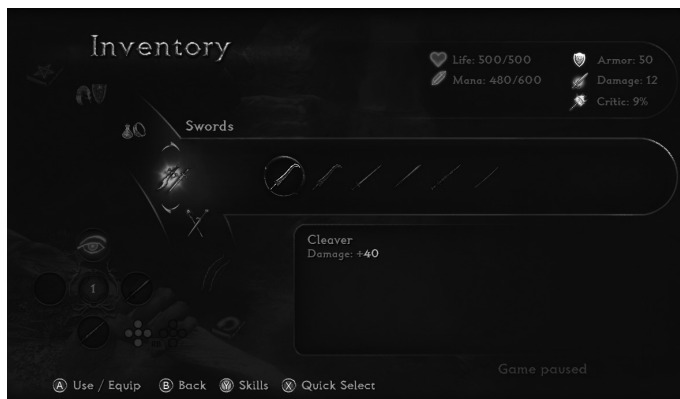 Inventory
Life: 500/500
Armor: 50
Mana: 480/600
Damage: 12
Critic: 9%
Swords
Cleaver
Damage: +40
1
Game paused
A Use / Equip B Back Y Skills X Quick Select